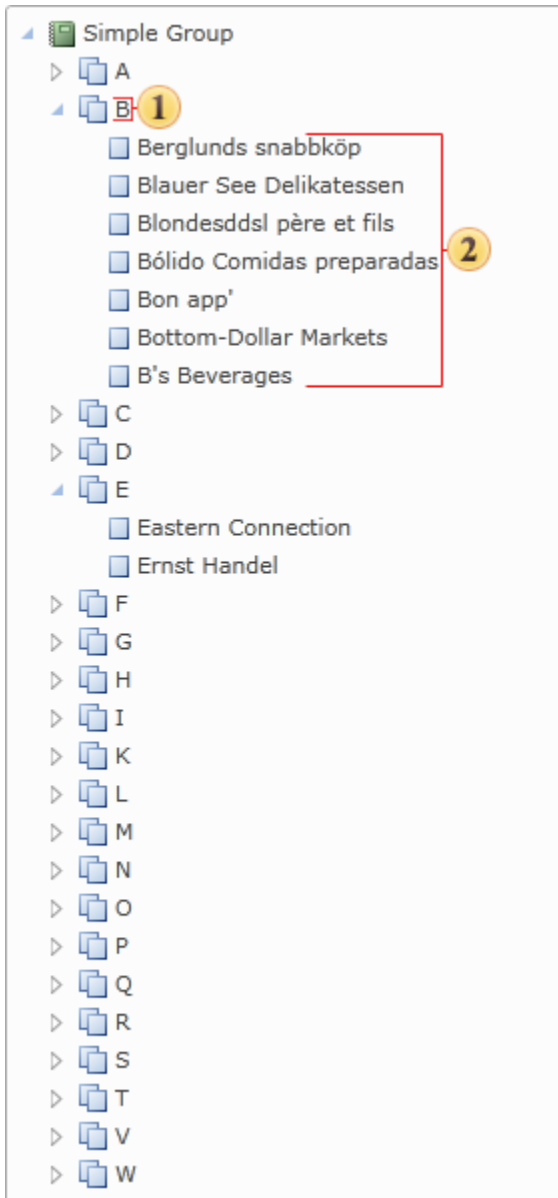 Simple Group
A
B 1
Berglunds snabbköp
Blauer See Delikatessen
Blondesddsl père et fils
Bólido Comidas preparadas 2
Bon app'
Bottom-Dollar Markets
B's Beverages
C
D
E
Eastern Connection
Ernst Handel
F
G
H
I
K
L
M
N
O
P
Q
R
S
T
V
W